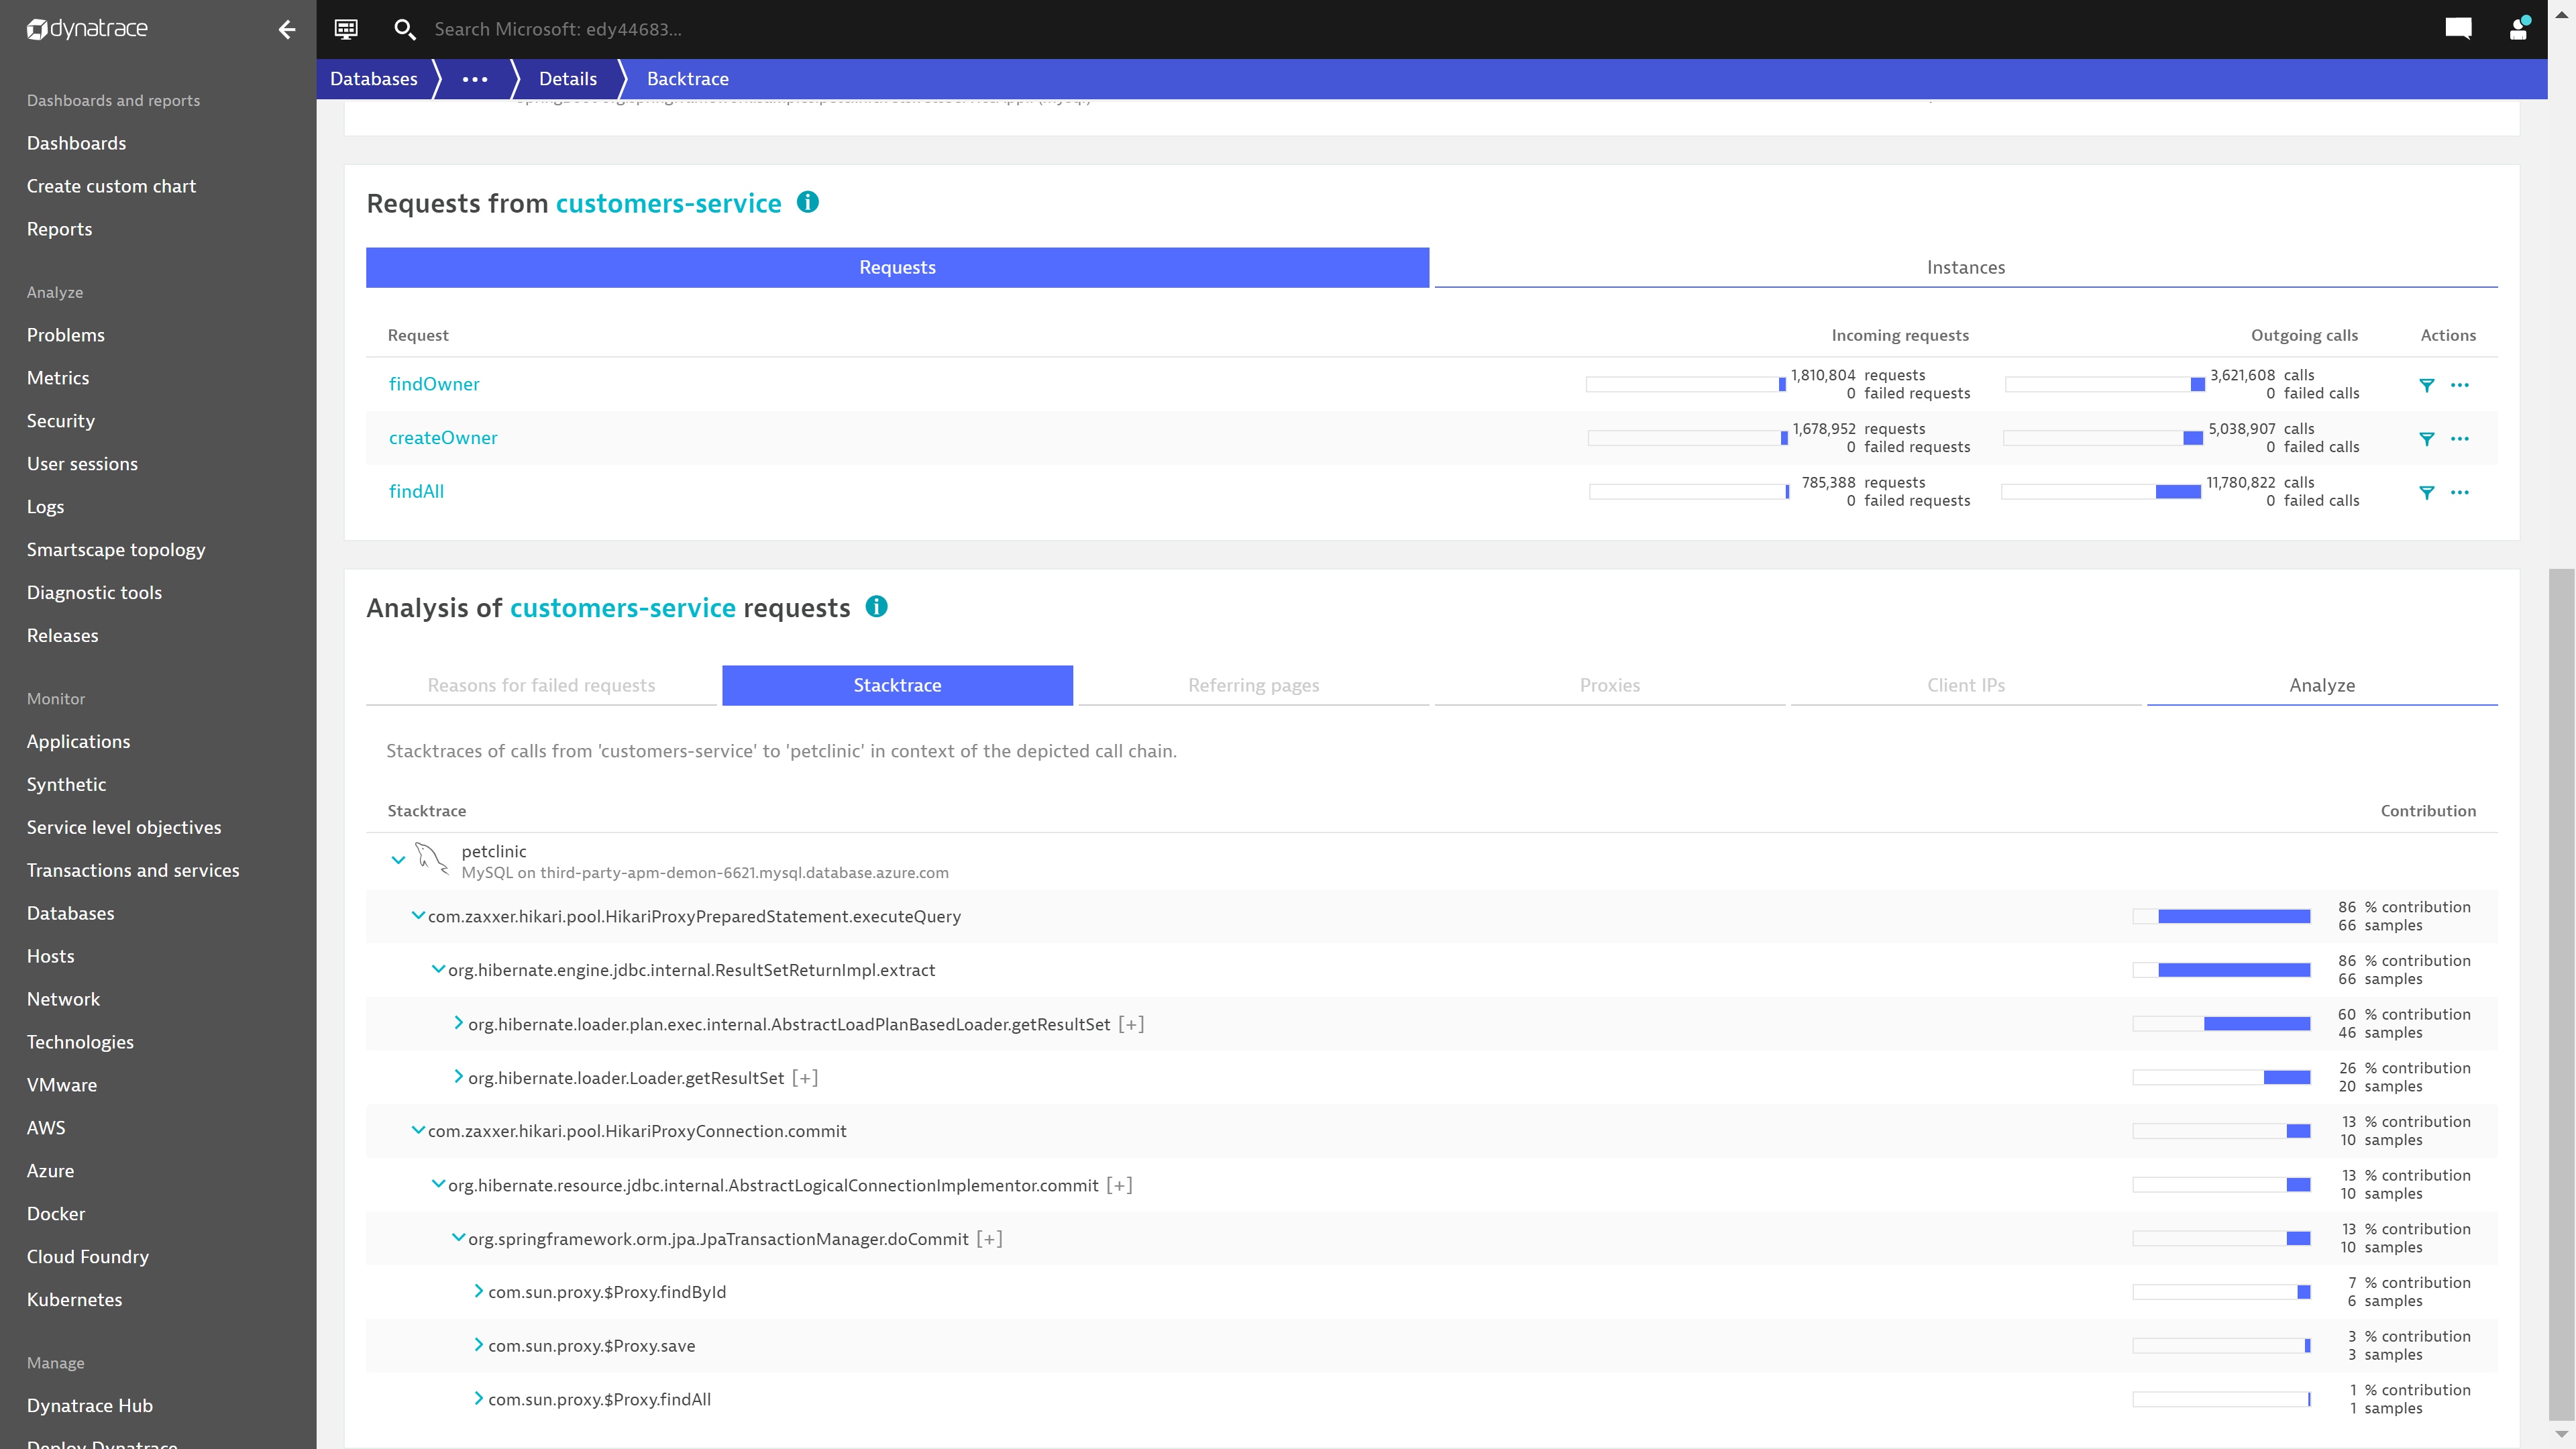 dynatrace
Search Microsoft: edy44683...
Databases
Details
Backtrace
Dashboards and reports
Dashboards
Create custom chart
Reports
Analyze
Problems
Metrics
Security
User sessions
Logs
Smartscape topology
Diagnostic tools
Releases
Monitor
Applications
Synthetic
Service level objectives
Transactions and services
Databases
Hosts
Network
Technologies
VMware
AWS
Azure
Docker
Cloud Foundry
Kubernetes
Manage
Dynatrace Hub
Deploy Dynatrace
Requests from customers-service
Requests
Instances
Request Incoming requests Outgoing calls Actions
findOwner 1,810,804 requests 3,621,608 calls
0 failed requests 0 failed calls
createOwner 1,678,952 requests 5,038,907 calls
0 failed requests 0 failed calls
findAll 785,388 requests 11,780,822 calls
0 failed requests 0 failed calls
Analysis of customers-service requests
Reasons for failed requests
Stacktrace
Referring pages
Proxies
Client IPs
Analyze
Stacktraces of calls from 'customers-service' to 'petclinic' in context of the depicted call chain.
Stacktrace Contribution
petclinic
MySQL on third-party-apm-demon-6621.mysql.database.azure.com
com.zaxxer.hikari.pool.HikariProxyPreparedStatement.executeQuery 86 % contribution
66 samples
org.hibernate.engine.jdbc.internal.ResultSetReturnImpl.extract 86 % contribution
66 samples
org.hibernate.loader.plan.exec.internal.AbstractLoadPlanBasedLoader.getResultSet [+] 60 % contribution
46 samples
org.hibernate.loader.Loader.getResultSet [+] 26 % contribution
20 samples
com.zaxxer.hikari.pool.HikariProxyConnection.commit 13 % contribution
10 samples
org.hibernate.resource.jdbc.internal.AbstractLogicalConnectionImplementor.commit [+] 13 % contribution
10 samples
org.springframework.orm.jpa.JpaTransactionManager.doCommit [+] 13 % contribution
10 samples
com.sun.proxy.$Proxy.findById 7 % contribution
6 samples
com.sun.proxy.$Proxy.save 3 % contribution
3 samples
com.sun.proxy.$Proxy.findAll 1 % contribution
1 samples